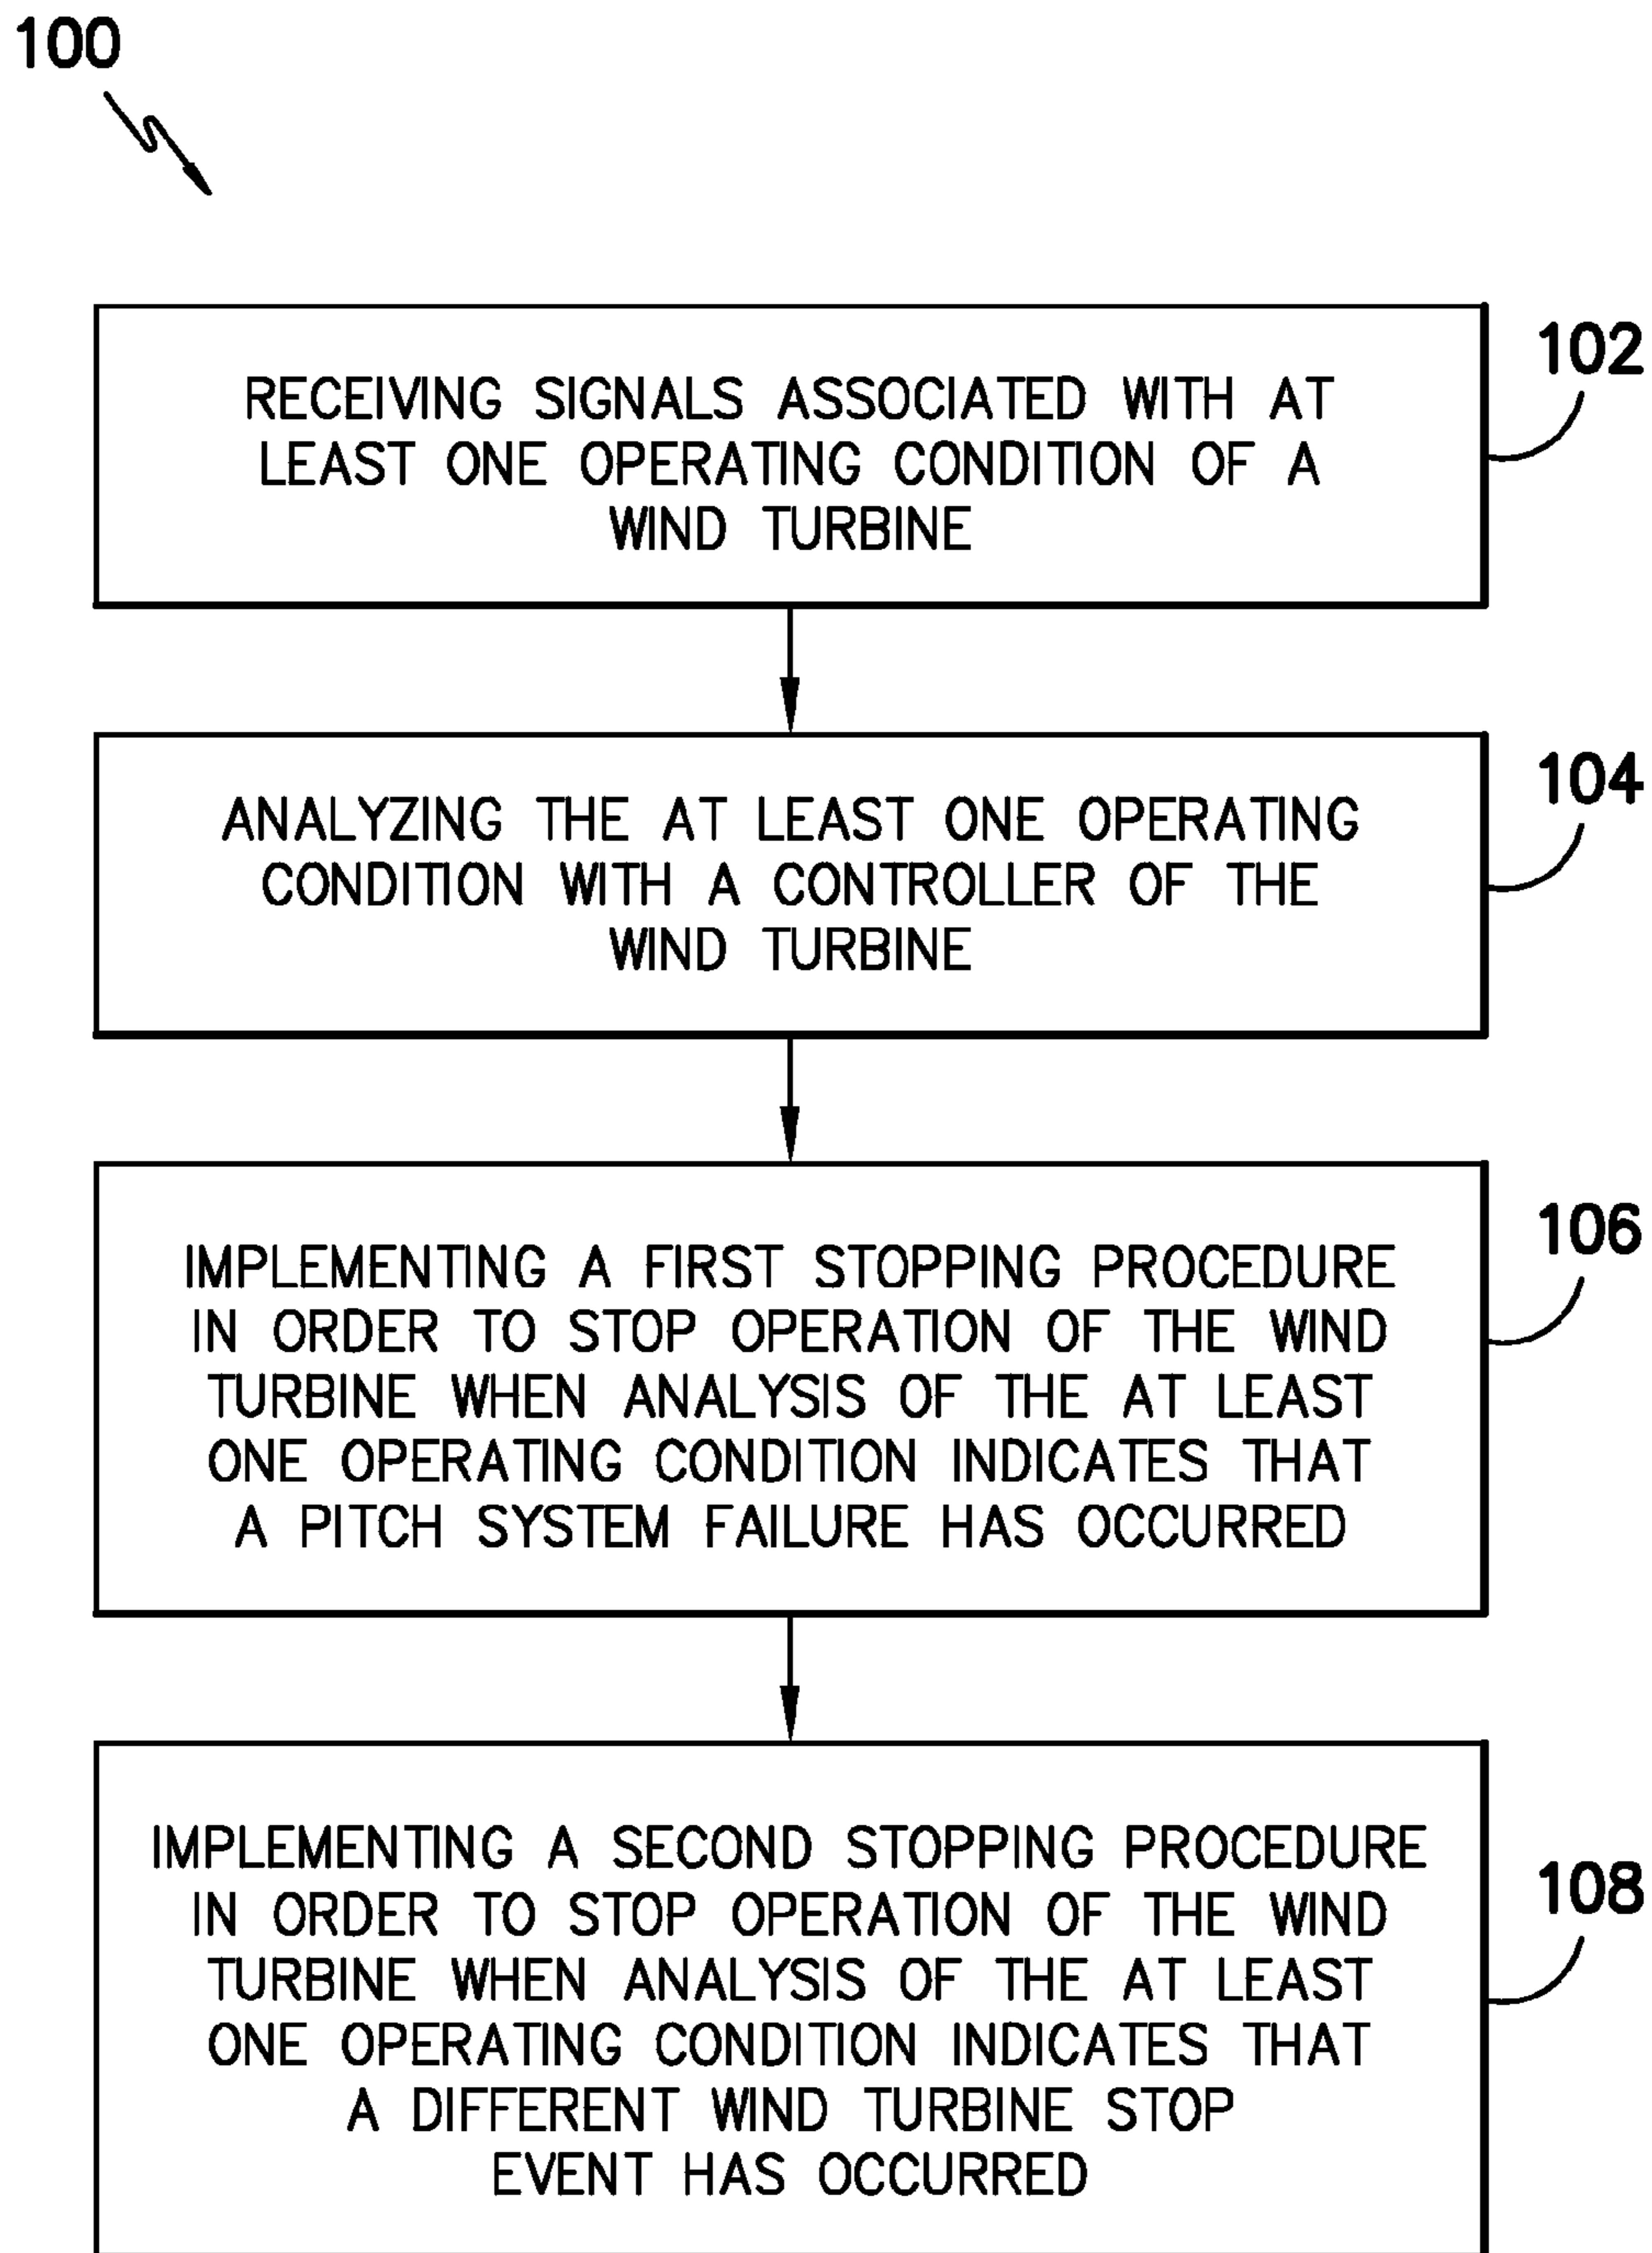 100
102
RECEIVING SIGNALS ASSOCIATED WITH AT
LEAST ONE OPERATING CONDITION OF A
WIND TURBINE
104
ANALYZING THE AT LEAST ONE OPERATING
CONDITION WITH A CONTROLLER OF THE
WIND TURBINE
106
IMPLEMENTING A FIRST STOPPING PROCEDURE
IN ORDER TO STOP OPERATION OF THE WIND
TURBINE WHEN ANALYSIS OF THE AT LEAST
ONE OPERATING CONDITION INDICATES THAT
A PITCH SYSTEM FAILURE HAS OCCURRED
108
IMPLEMENTING A SECOND STOPPING PROCEDURE
IN ORDER TO STOP OPERATION OF THE WIND
TURBINE WHEN ANALYSIS OF THE AT LEAST
ONE OPERATING CONDITION INDICATES THAT
A DIFFERENT WIND TURBINE STOP
EVENT HAS OCCURRED